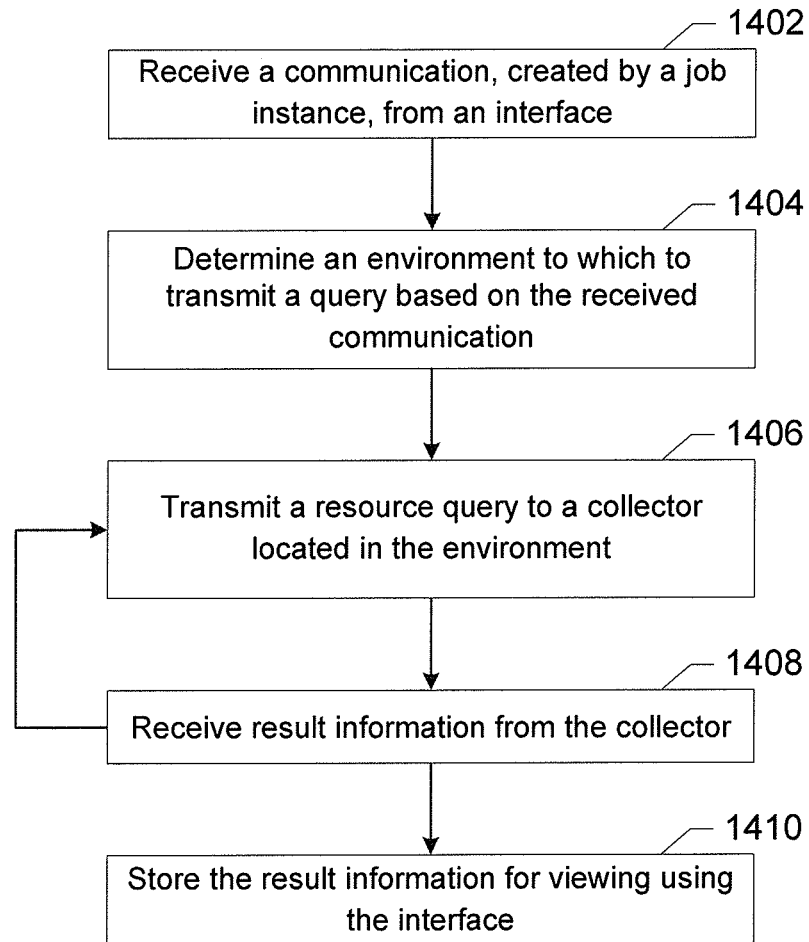 1402
Receive a communication, created by a job
instance, from an interface
1404
Determine an environment to which to
transmit a query based on the received
communication
1406
Transmit a resource query to a collector
located in the environment
1408
Receive result information from the collector
1410
Store the result information for viewing using
the interface